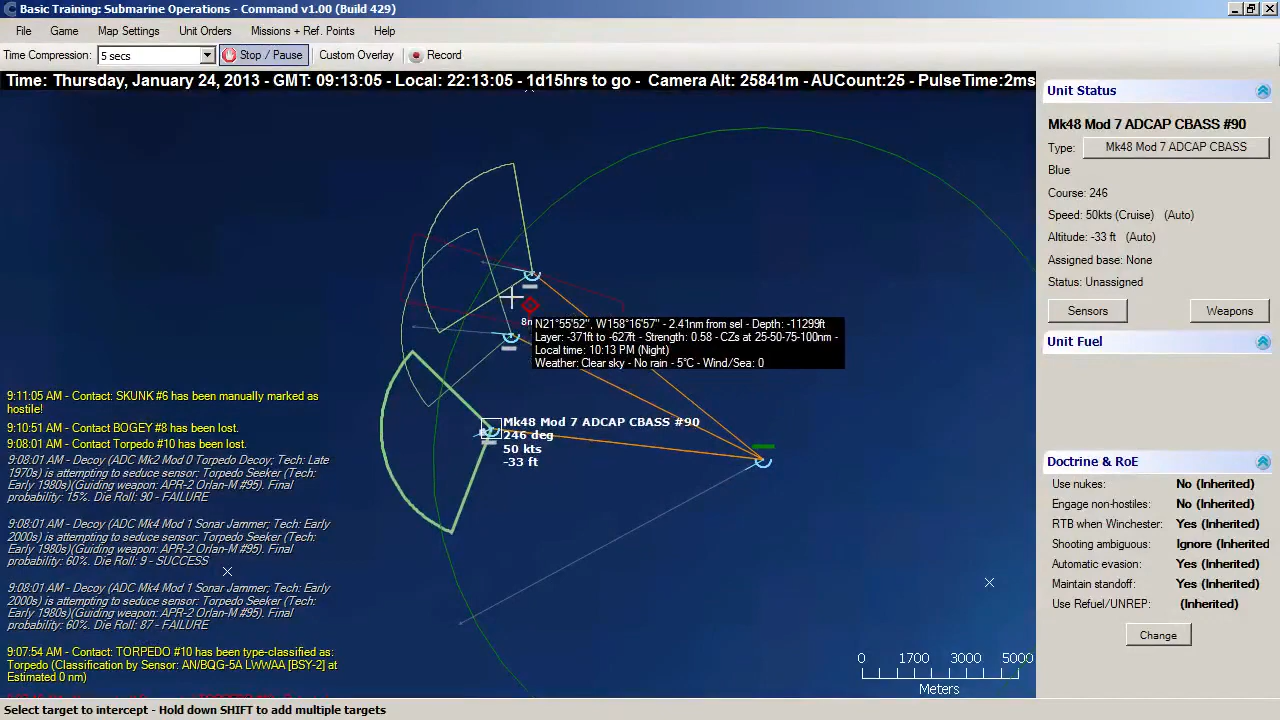 Basic Training: Submarine Operations - Command v1.00 (Build 429)
File Game Map Settings Unit Orders Missions + Ref. Points Help
Time Compression: 5 secs Stop / Pause Custom Overlay Record
Time: Thursday, January 24, 2013 - GMT: 09:13:05 - Local: 22:13:05 - 1d15hrs to go - Camera Alt: 25841m - AUCount:25 - PulseTime:2ms
Unit Status
Mk48 Mod 7 ADCAP CBASS #90
Type: Mk48 Mod 7 ADCAP CBASS
Blue
Course: 246
Speed: 50kts (Cruise) (Auto)
Altitude: -33 ft (Auto)
Assigned base: None
Status: Unassigned
Sensors Weapons
Unit Fuel
Doctrine & RoE
Use nukes: No (Inherited)
Engage non-hostiles: No (Inherited)
RTB when Winchester: Yes (Inherited)
Shooting ambiguous: Ignore (Inherited
Automatic evasion: Yes (Inherited)
Maintain standoff: Yes (Inherited)
Use Refuel/UNREP: (Inherited)
Change
N21°55'52", W158°16'57" - 2.41nm from sel - Depth: -11299ft
Layer: -371ft to -627ft - Strength: 0.58 - CZs at 25-50-75-100nm -
Local time: 10:13 PM (Night)
Weather: Clear sky - No rain - 5°C - Wind/Sea: 0
Mk48 Mod 7 ADCAP CBASS #90
246 deg
50 kts
-33 ft
9:11:05 AM - Contact: SKUNK #6 has been manually marked as
hostile!
9:10:51 AM - Contact BOGEY #8 has been lost.
9:08:01 AM - Contact Torpedo #10 has been lost.
9:08:01 AM - Decoy (ADC Mk2 Mod 0 Torpedo Decoy; Tech: Late
1970s) is attempting to seduce sensor: Torpedo Seeker (Tech:
Early 1980s)(Guiding weapon: APR-2 Orlan-M #95). Final
probability: 15%. Die Roll: 90 - FAILURE
9:08:01 AM - Decoy (ADC Mk4 Mod 1 Sonar Jammer; Tech: Early
2000s) is attempting to seduce sensor: Torpedo Seeker (Tech:
Early 1980s)(Guiding weapon: APR-2 Orlan-M #95). Final
probability: 60%. Die Roll: 9 - SUCCESS
9:08:01 AM - Decoy (ADC Mk4 Mod 1 Sonar Jammer; Tech: Early
2000s) is attempting to seduce sensor: Torpedo Seeker (Tech:
Early 1980s)(Guiding weapon: APR-2 Orlan-M #95). Final
probability: 60%. Die Roll: 87 - FAILURE
9:07:54 AM - Contact: TORPEDO #10 has been type-classified as:
Torpedo (Classification by Sensor: AN/BQG-5A LWWAA [BSY-2] at
Estimated 0 nm)
0 1700 3000 5000
Meters
Select target to intercept - Hold down SHIFT to add multiple targets